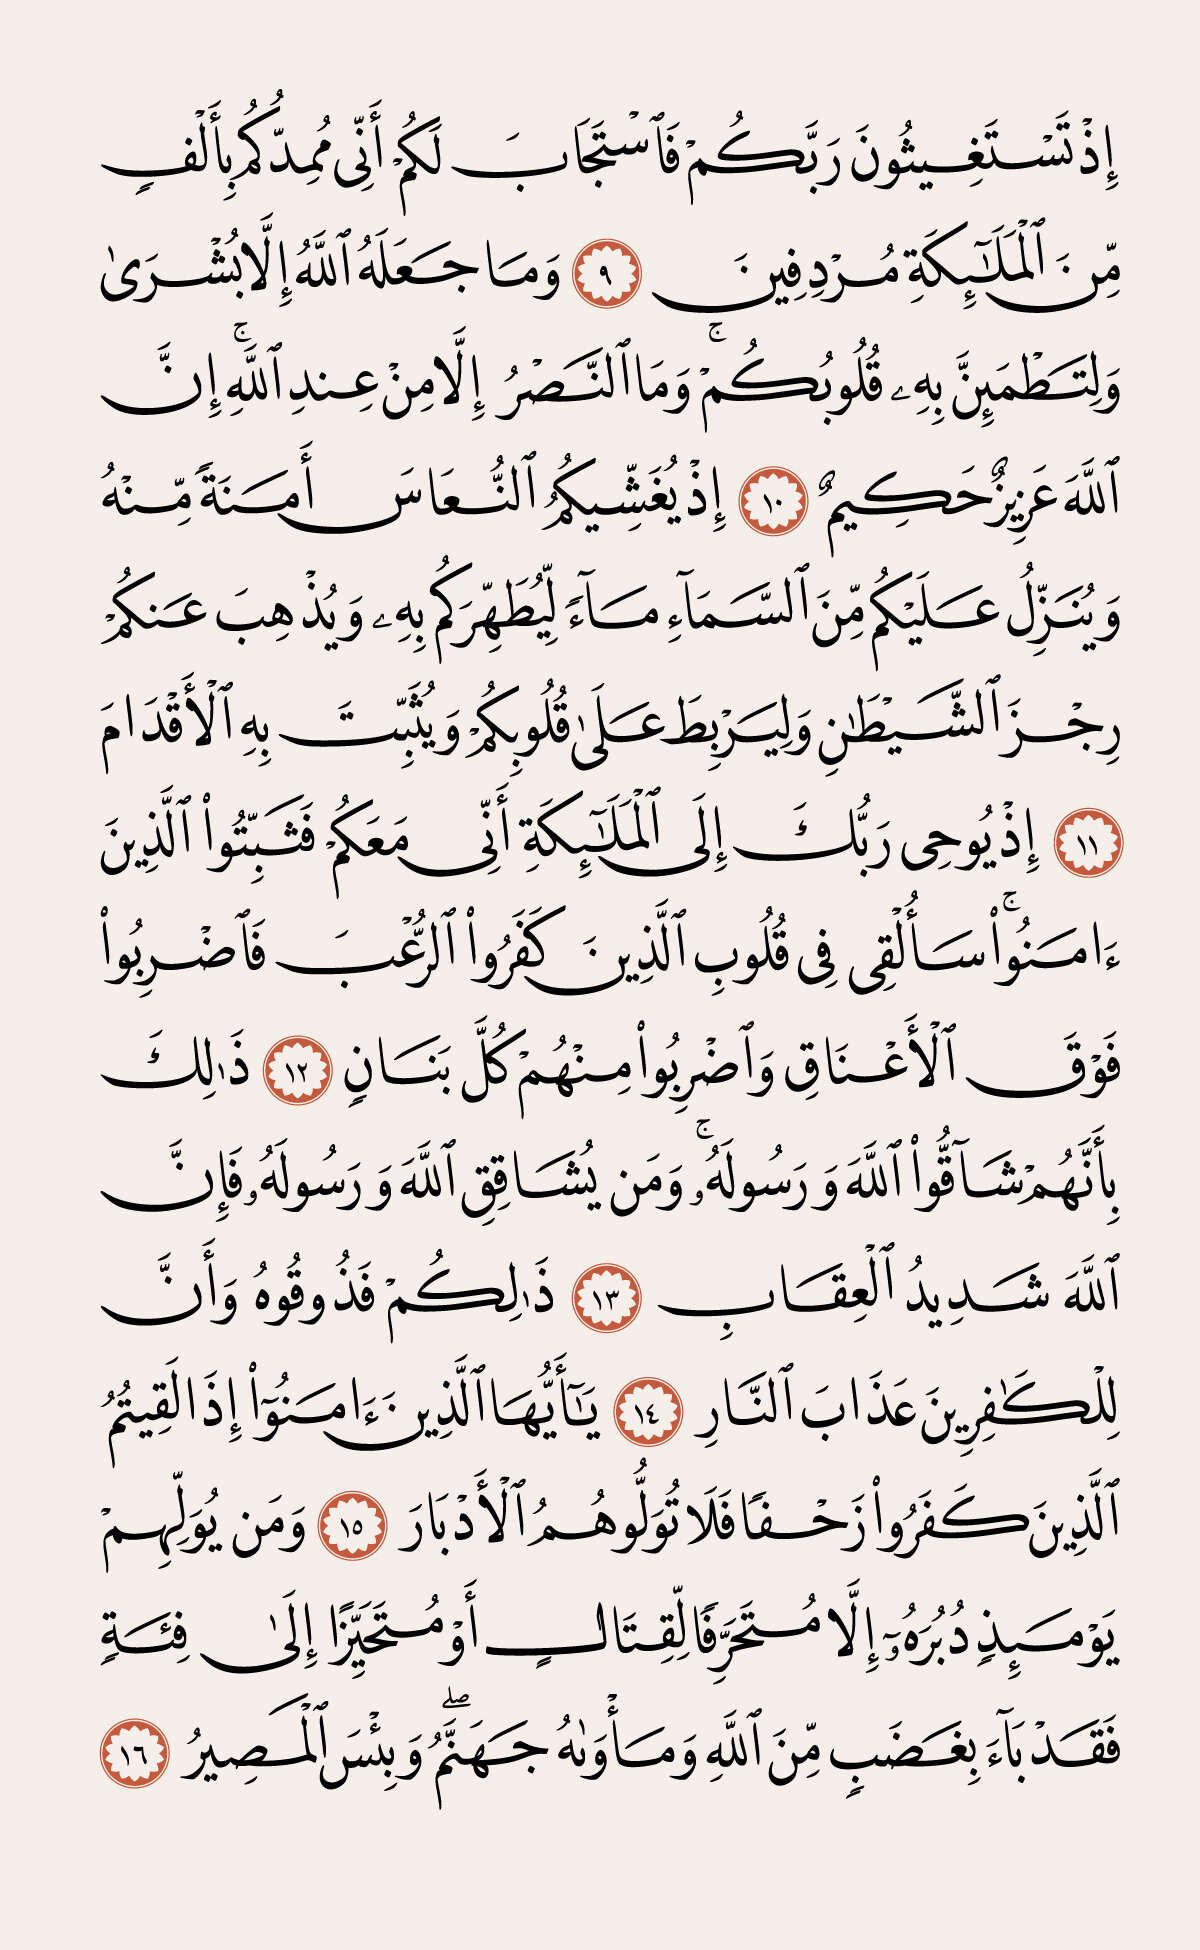 إِذْ تَسْتَغِيثُونَ رَبَّكُمْ فَٱسْتَجَابَ لَكُمْ أَنِّى مُمِدُّكُم بِأَلْفٍ
مِّنَ ٱلْمَلَـٰٓئِكَةِ مُرْدِفِينَ ٩ وَمَا جَعَلَهُ ٱللَّهُ إِلَّا بُشْرَىٰ
وَلِتَطْمَئِنَّ بِهِۦ قُلُوبُكُمْ ۚ وَمَا ٱلنَّصْرُ إِلَّا مِنْ عِندِ ٱللَّهِ ۚ إِنَّ
ٱللَّهَ عَزِيزٌ حَكِيمٌ ١٠ إِذْ يُغَشِّيكُمُ ٱلنُّعَاسَ أَمَنَةً مِّنْهُ
وَيُنَزِّلُ عَلَيْكُم مِّنَ ٱلسَّمَآءِ مَآءً لِّيُطَهِّرَكُم بِهِۦ وَيُذْهِبَ عَنكُمْ
رِجْزَ ٱلشَّيْطَـٰنِ وَلِيَرْبِطَ عَلَىٰ قُلُوبِكُمْ وَيُثَبِّتَ بِهِ ٱلْأَقْدَامَ
١١ إِذْ يُوحِى رَبُّكَ إِلَى ٱلْمَلَـٰٓئِكَةِ أَنِّى مَعَكُمْ فَثَبِّتُوا۟ ٱلَّذِينَ
ءَامَنُوا۟ ۚ سَأُلْقِى فِى قُلُوبِ ٱلَّذِينَ كَفَرُوا۟ ٱلرُّعْبَ فَٱضْرِبُوا۟
فَوْقَ ٱلْأَعْنَاقِ وَٱضْرِبُوا۟ مِنْهُمْ كُلَّ بَنَانٍ ١٢ ذَٰلِكَ
بِأَنَّهُمْ شَآقُّوا۟ ٱللَّهَ وَرَسُولَهُۥ ۚ وَمَن يُشَاقِقِ ٱللَّهَ وَرَسُولَهُۥ فَإِنَّ
ٱللَّهَ شَدِيدُ ٱلْعِقَابِ ١٣ ذَٰلِكُمْ فَذُوقُوهُ وَأَنَّ
لِلْكَـٰفِرِينَ عَذَابَ ٱلنَّارِ ١٤ يَـٰٓأَيُّهَا ٱلَّذِينَ ءَامَنُوٓا۟ إِذَا لَقِيتُمُ
ٱلَّذِينَ كَفَرُوا۟ زَحْفًا فَلَا تُوَلُّوهُمُ ٱلْأَدْبَارَ ١٥ وَمَن يُوَلِّهِمْ
يَوْمَئِذٍ دُبُرَهُۥٓ إِلَّا مُتَحَرِّفًا لِّقِتَالٍ أَوْ مُتَحَيِّزًا إِلَىٰ فِئَةٍ
فَقَدْ بَآءَ بِغَضَبٍ مِّنَ ٱللَّهِ وَمَأْوَىٰهُ جَهَنَّمُ ۖ وَبِئْسَ ٱلْمَصِيرُ ١٦